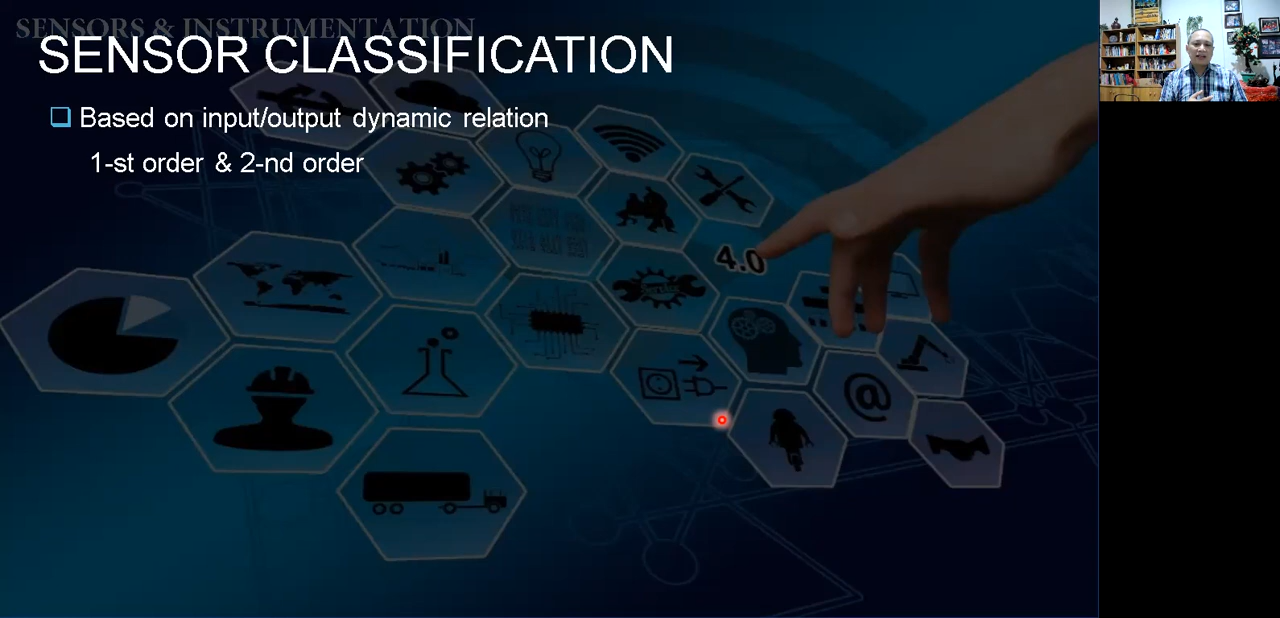 SENSORS & INSTRUMENTATION
SENSOR CLASSIFICATION
Based on input/output dynamic relation
1-st order & 2-nd order
4.0
@